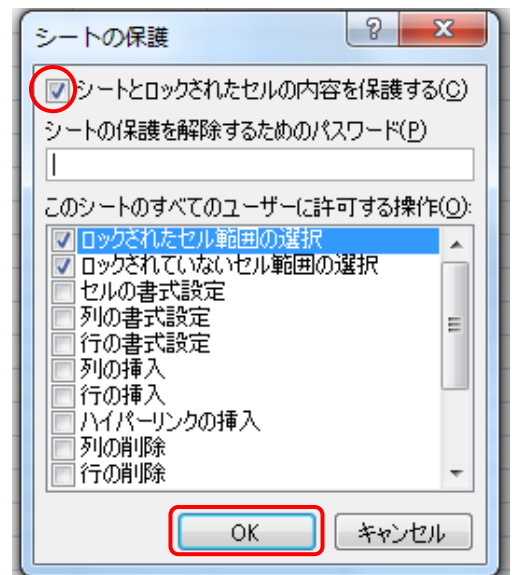 シートの保護
シートとロックされたセルの内容を保護する(C)
シートの保護を解除するためのパスワード(P)
このシートのすべてのユーザーに許可する操作(O):
ロックされたセル範囲の選択
ロックされていないセル範囲の選択
セルの書式設定
列の書式設定
行の書式設定
列の挿入
行の挿入
ハイパーリンクの挿入
列の削除
行の削除
OK キャンセル